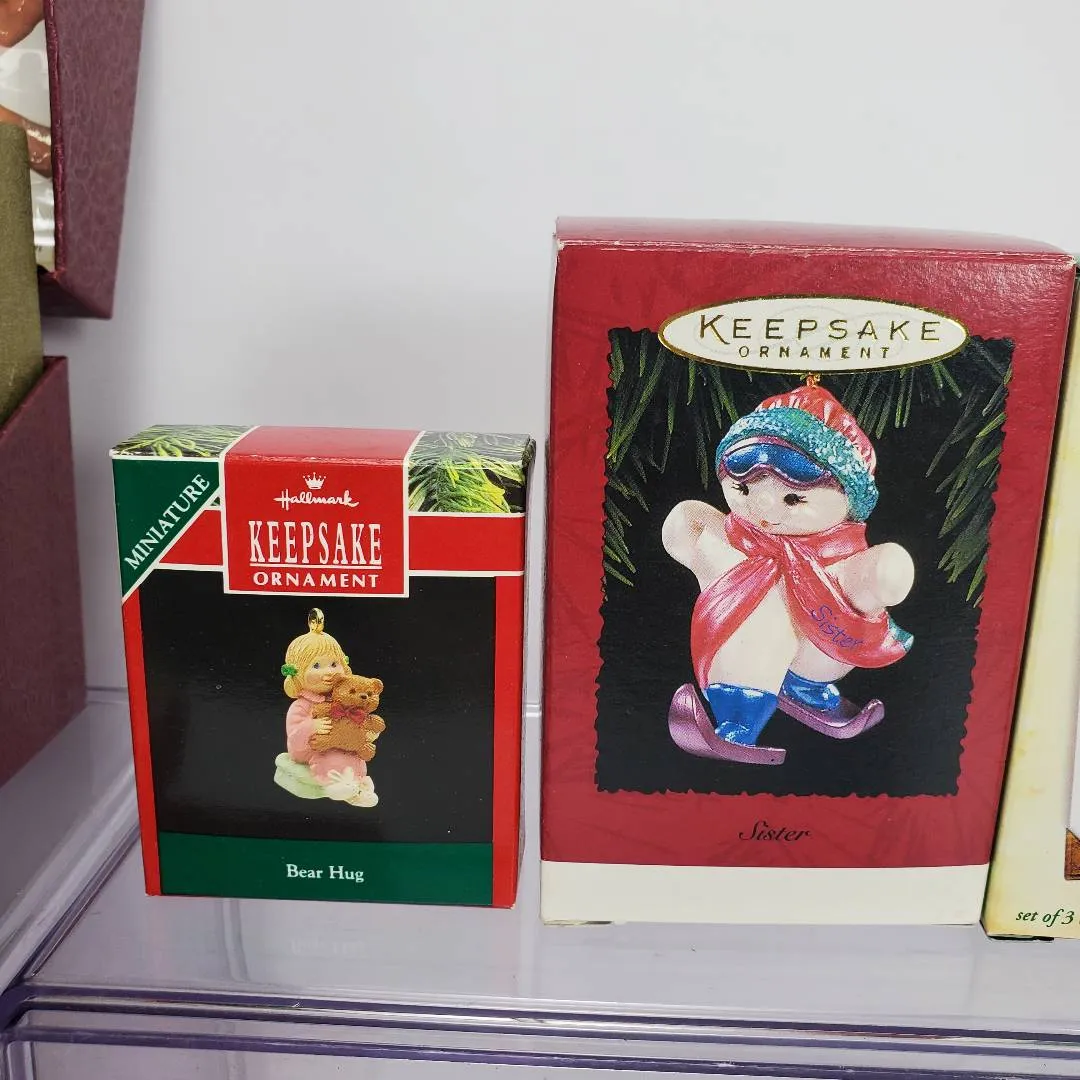 MINIATURE
Hallmark
KEEPSAKE
ORNAMENT
Bear Hug
KEEPSAKE
ORNAMENT
Sister
Sister
set of 3